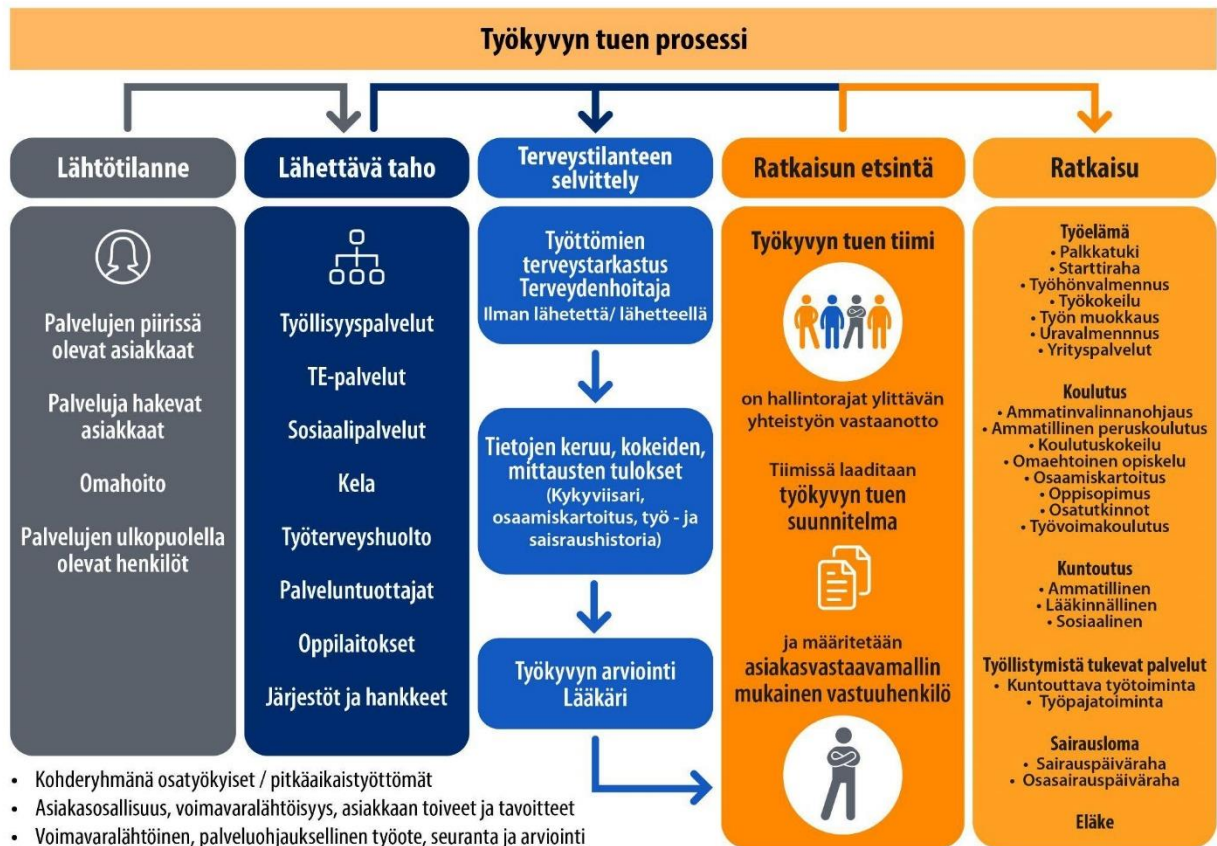 Työkyvyn tuen prosessi
Lähtötilanne
Palvelujen piirissä
olevat asiakkaat
Palveluja hakevat
asiakkaat
Omahoito
Palvelujen ulkopuolella
olevat henkilöt
Lähettävä taho
Työllisyyspalvelut
TE-palvelut
Sosiaalipalvelut
Kela
Työterveyshuolto
Palveluntuottajat
Oppilaitokset
Järjestöt ja hankkeet
Terveystilanteen
selvittely
Työttömien
terveystarkastus
Terveydenhoitaja
Ilman lähetettä/ lähetteellä
Tietojen keruu, kokeiden,
mittausten tulokset
(Kykyviisari,
osaamiskartoitus, työ - ja
saisraushistoria)
Työkyvyn arviointi
Lääkäri
Ratkaisun etsintä
Työkyvyn tuen tiimi
on hallintorajat ylittävän
yhteistyön vastaanotto
Tiimissä laaditaan
työkyvyn tuen
suunnitelma
ja määritetään
asiakasvastaavamallin
mukainen vastuuhenkilö
Ratkaisu
Työelämä
• Palkkatuki
• Starttiraha
• Työhönvalmennus
• Työkokeilu
• Työn muokkaus
• Uravalmennnus
• Yrityspalvelut
Koulutus
• Ammatinvalinnanohjaus
• Ammatillinen peruskoulutus
• Koulutuskokeilu
• Omaehtoinen opiskelu
• Osaamiskartoitus
• Oppisopimus
• Osatutkinnot
• Työvoimakoulutus
Kuntoutus
• Ammatillinen
• Lääkinnällinen
• Sosiaalinen
Työllistymistä tukevat palvelut
• Kuntouttava työtoiminta
• Työpajatoiminta
Sairausloma
• Sairauspäiväraha
• Osasairauspäiväraha
Eläke
• Kohderyhmänä osatyökyiset / pitkäaikaistyöttömät
• Asiakasosallisuus, voimavaralähtöisyys, asiakkaan toiveet ja tavoitteet
• Voimavaralähtöinen, palveluohjauksellinen työote, seuranta ja arviointi